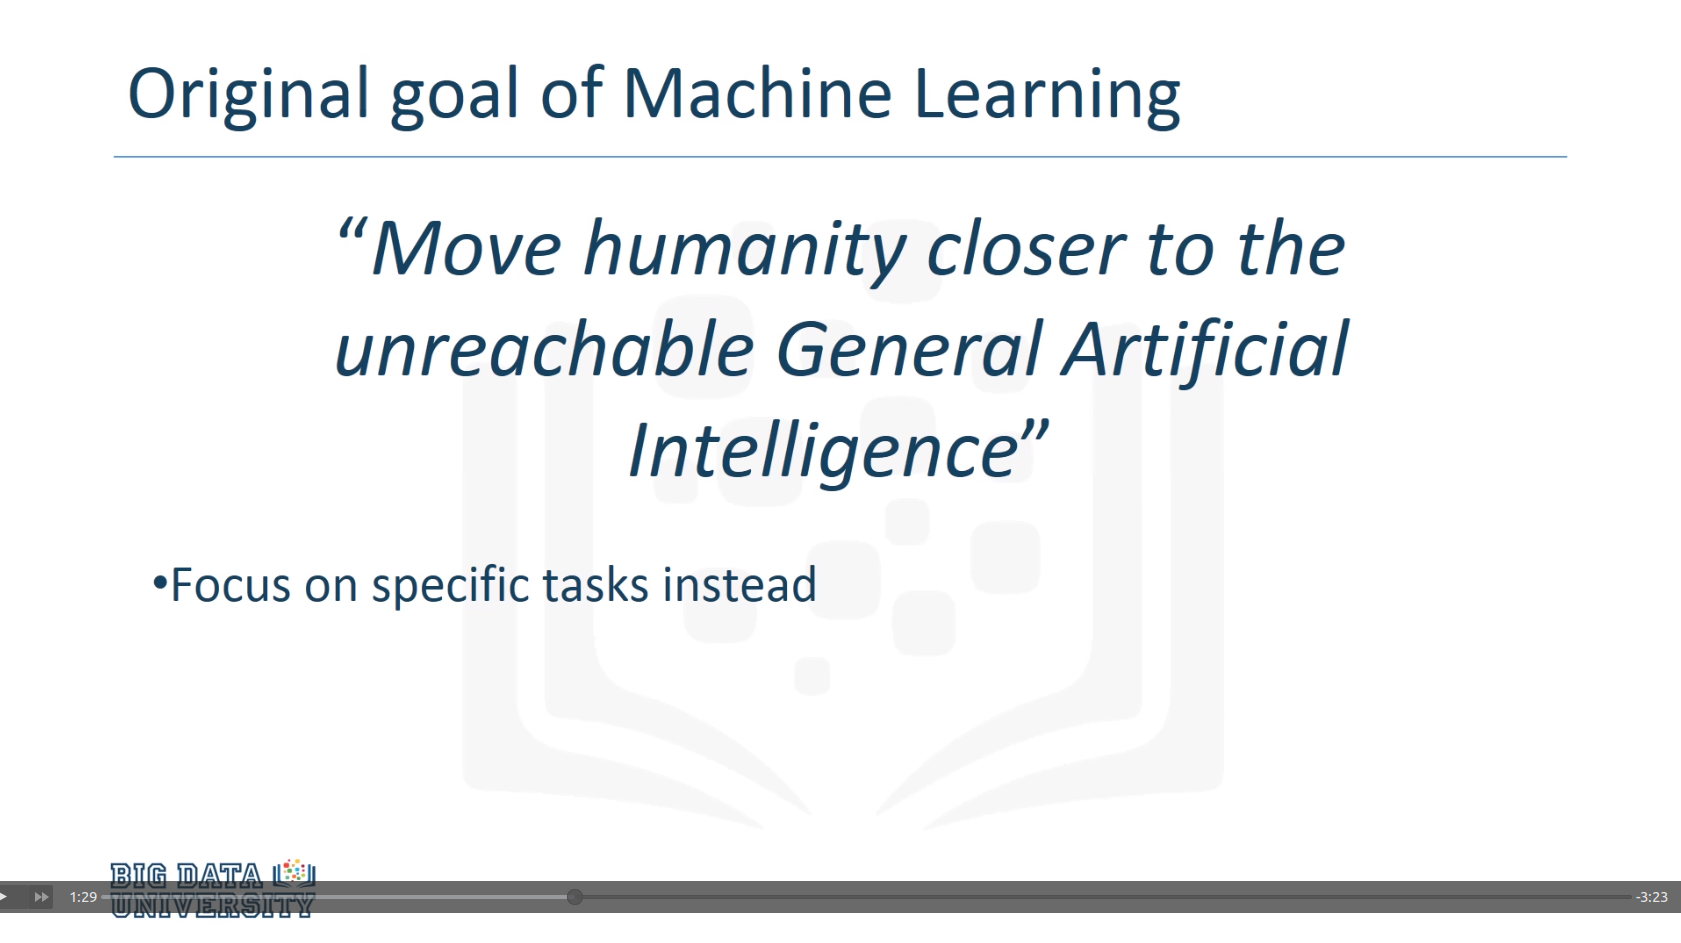 Original goal of Machine Learning
“Move humanity closer to the
unreachable General Artificial
Intelligence”
•Focus on specific tasks instead
BIG DATA
UNIVERSITY
1:29
-3:23